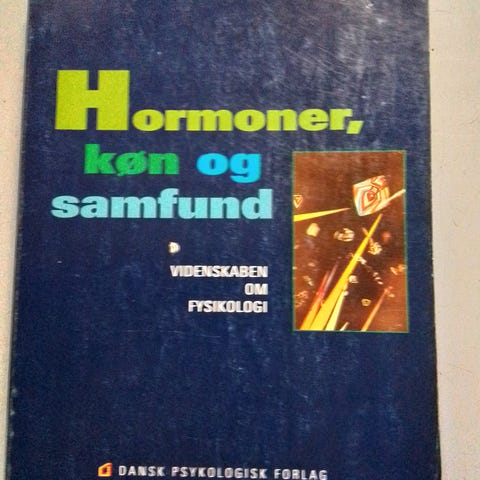 Hormoner,
køn og
samfund
VIDENSKABEN
OM
FYSIKOLOGI
DANSK PSYKOLOGISK FORLAG